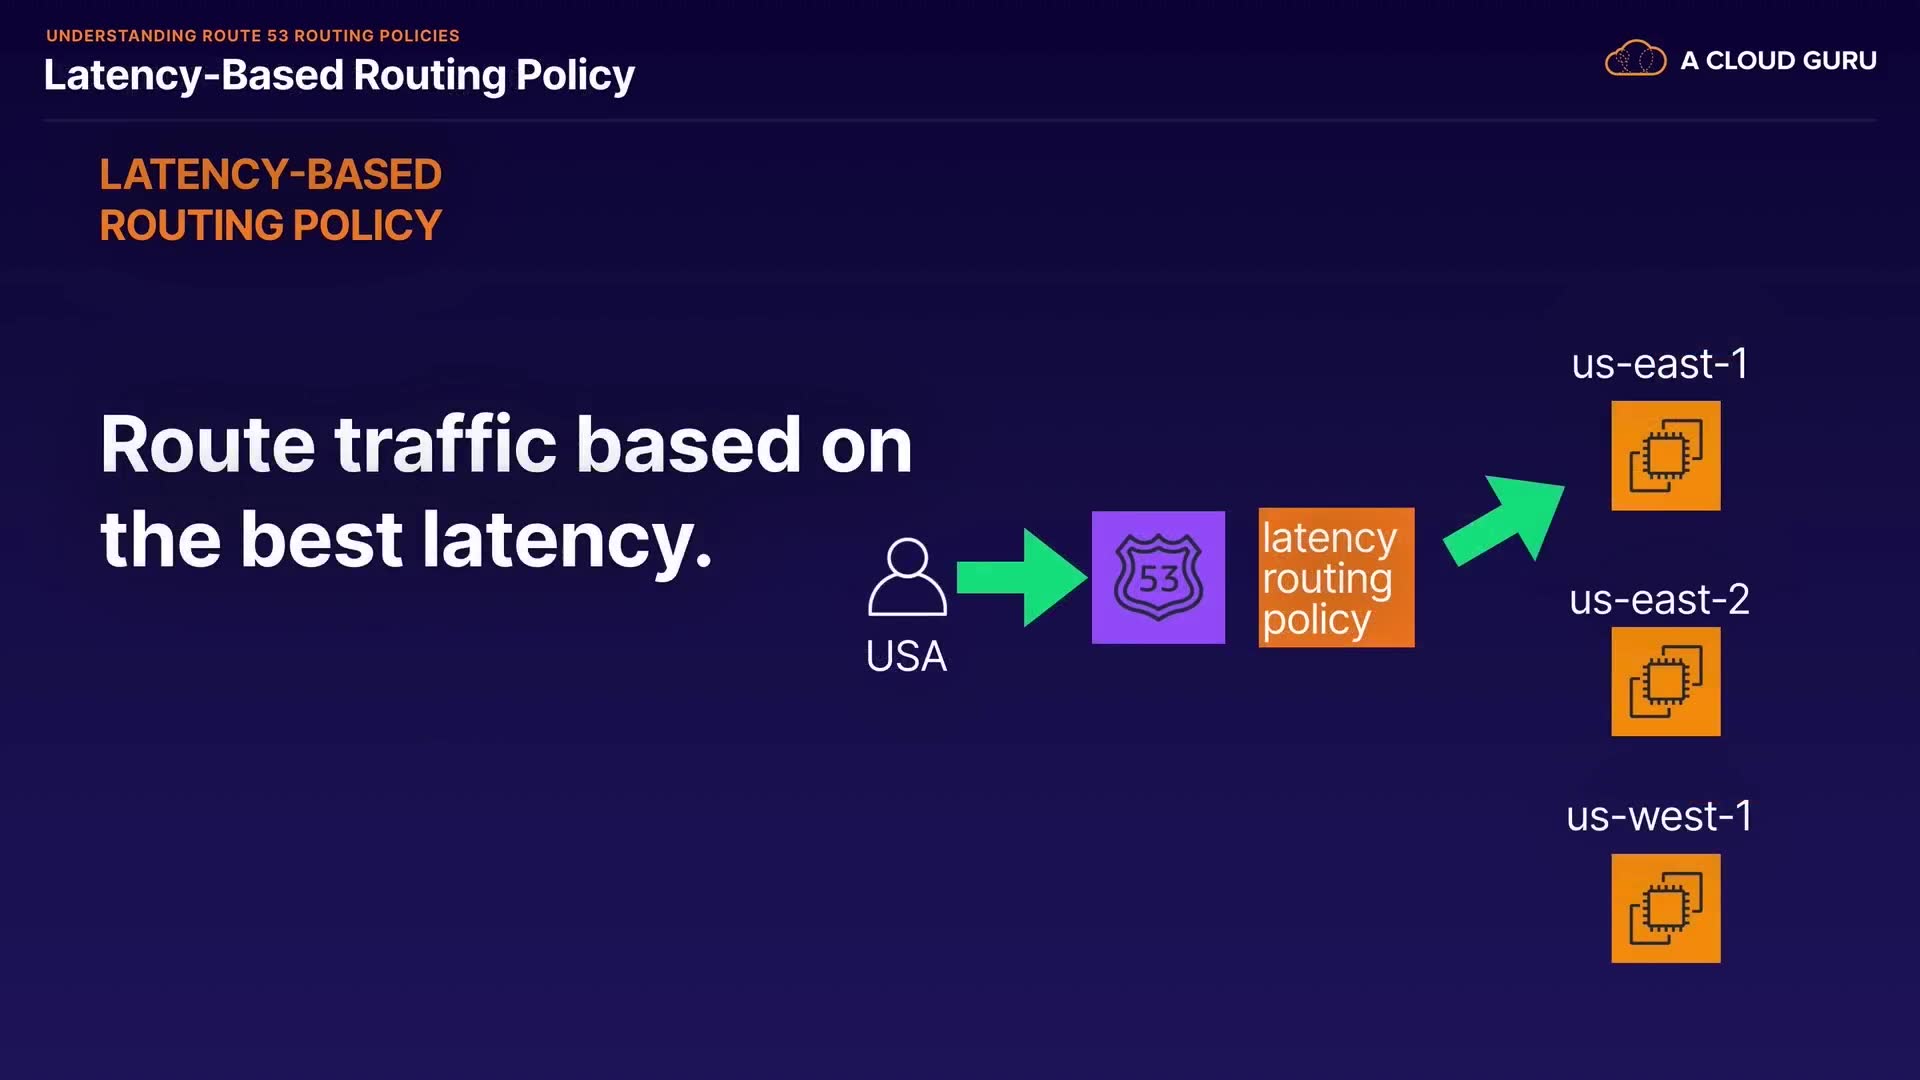 UNDERSTANDING ROUTE 53 ROUTING POLICIES
Latency-Based Routing Policy
A CLOUD GURU
LATENCY-BASED
ROUTING POLICY
Route traffic based on
the best latency.
USA
53
latency
routing
policy
us-east-1
us-east-2
us-west-1